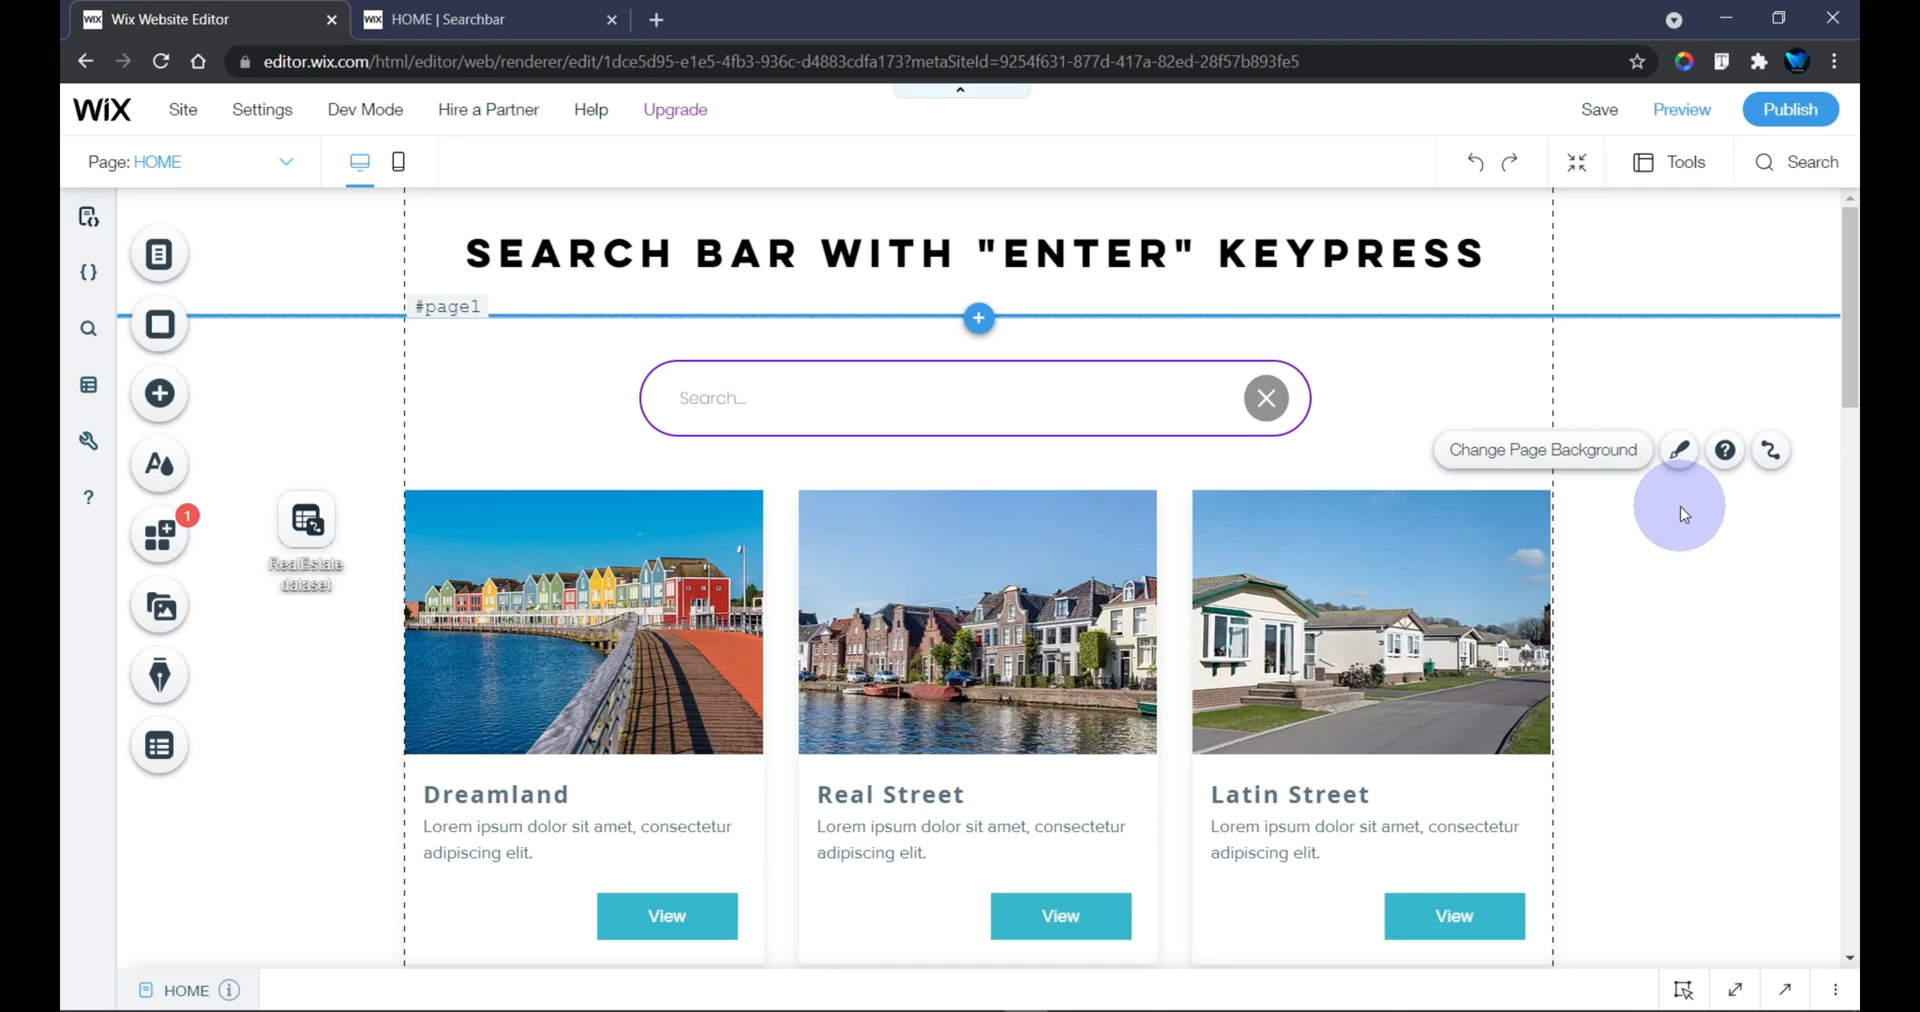 WiX Wix Website Editor
WiX HOME | Searchbar
editor.wix.com/html/editor/web/renderer/edit/1dce5d95-e1e5-4fb3-936c-d4883cdfa173?metaSiteId=9254f631-877d-417a-82ed-28f57b893fe5
WiX Site Settings Dev Mode Hire a Partner Help Upgrade Save Preview Publish
Page: HOME Tools Search
SEARCH BAR WITH "ENTER" KEYPRESS
#page1
Search...
Change Page Background
1
RealEstate
dataset
Dreamland
Lorem ipsum dolor sit amet, consectetur
adipiscing elit.
View
Real Street
Lorem ipsum dolor sit amet, consectetur
adipiscing elit.
View
Latin Street
Lorem ipsum dolor sit amet, consectetur
adipiscing elit.
View
HOME